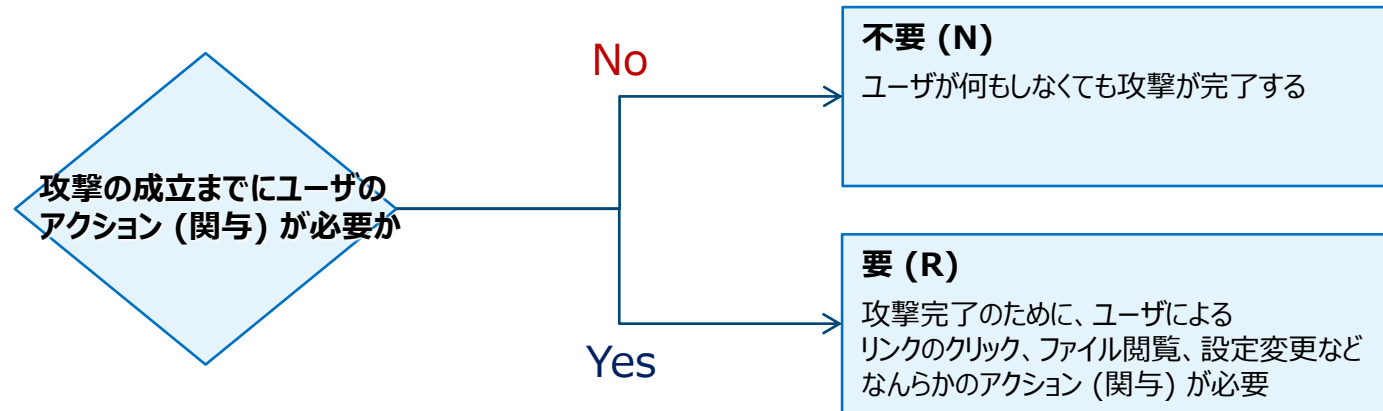 攻撃の成立までにユーザの
アクション (関与) が必要か
No
不要 (N)
ユーザが何もしなくても攻撃が完了する
Yes
要 (R)
攻撃完了のために、ユーザによる
リンクのクリック、ファイル閲覧、設定変更など
なんらかのアクション (関与) が必要